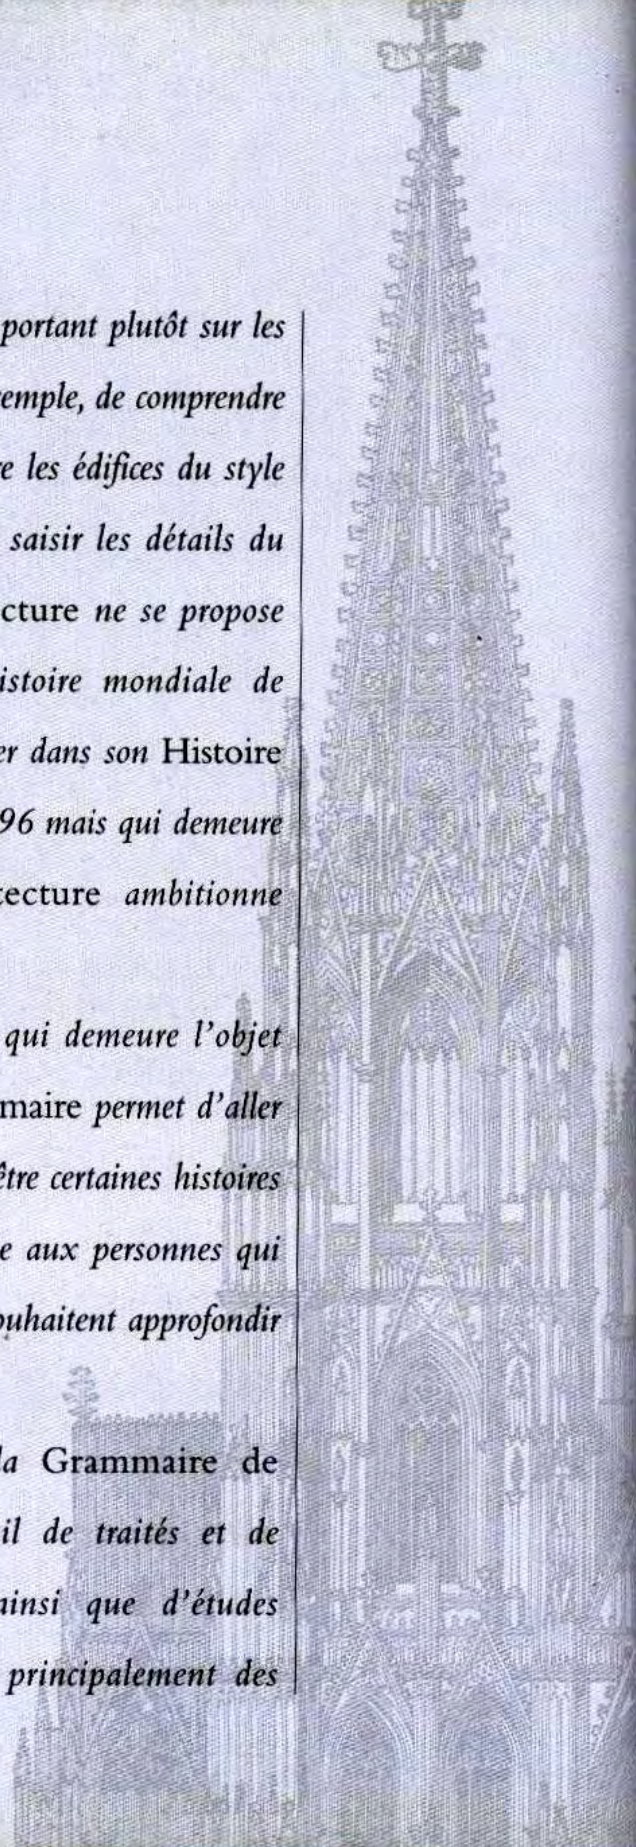 portant plutôt sur les
emple, de comprendre
e les édifices du style
saisir les détails du
cture ne se propose
istoire mondiale de
er dans son Histoire
96 mais qui demeure
tecture ambitionne
qui demeure l'objet
maire permet d'aller
être certaines histoires
e aux personnes qui
ouhaitent approfondir
la Grammaire de
il de traités et de
ainsi que d'études
principalement des